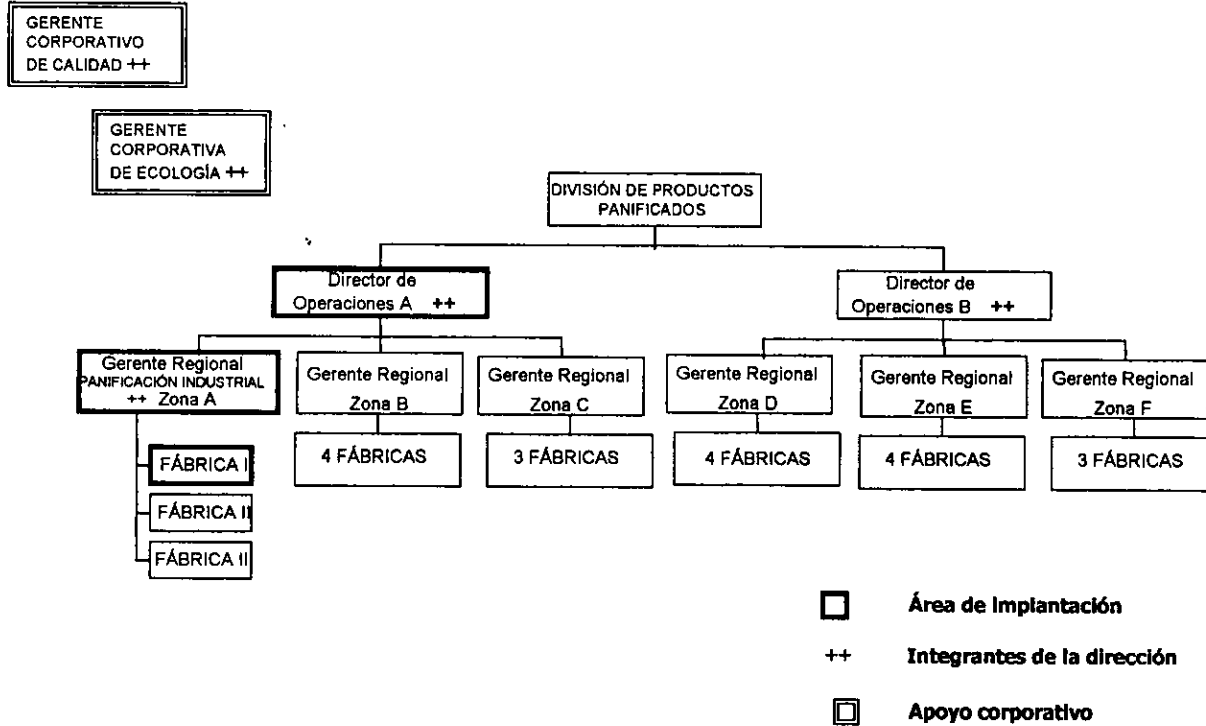 GERENTE
CORPORATIVO
DE CALIDAD ++
GERENTE
CORPORATIVA
DE ECOLOGÍA ++
DIVISIÓN DE PRODUCTOS
PANIFICADOS
Director de
Operaciones A ++
Director de
Operaciones B ++
Gerente Regional
PANIFICACIÓN INDUSTRIAL
++ Zona A
Gerente Regional
Zona B
Gerente Regional
Zona C
Gerente Regional
Zona D
Gerente Regional
Zona E
Gerente Regional
Zona F
FÁBRICA I
FÁBRICA II
FÁBRICA II
4 FÁBRICAS
3 FÁBRICAS
4 FÁBRICAS
4 FÁBRICAS
3 FÁBRICAS
Área de Implantación
++ Integrantes de la dirección
Apoyo corporativo